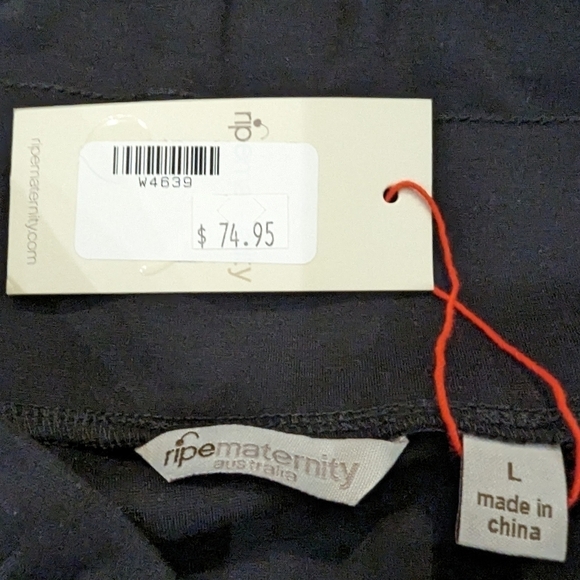 ripematernity.com
W4639
$ 74.95
ripematernity
australia
L
made in
china